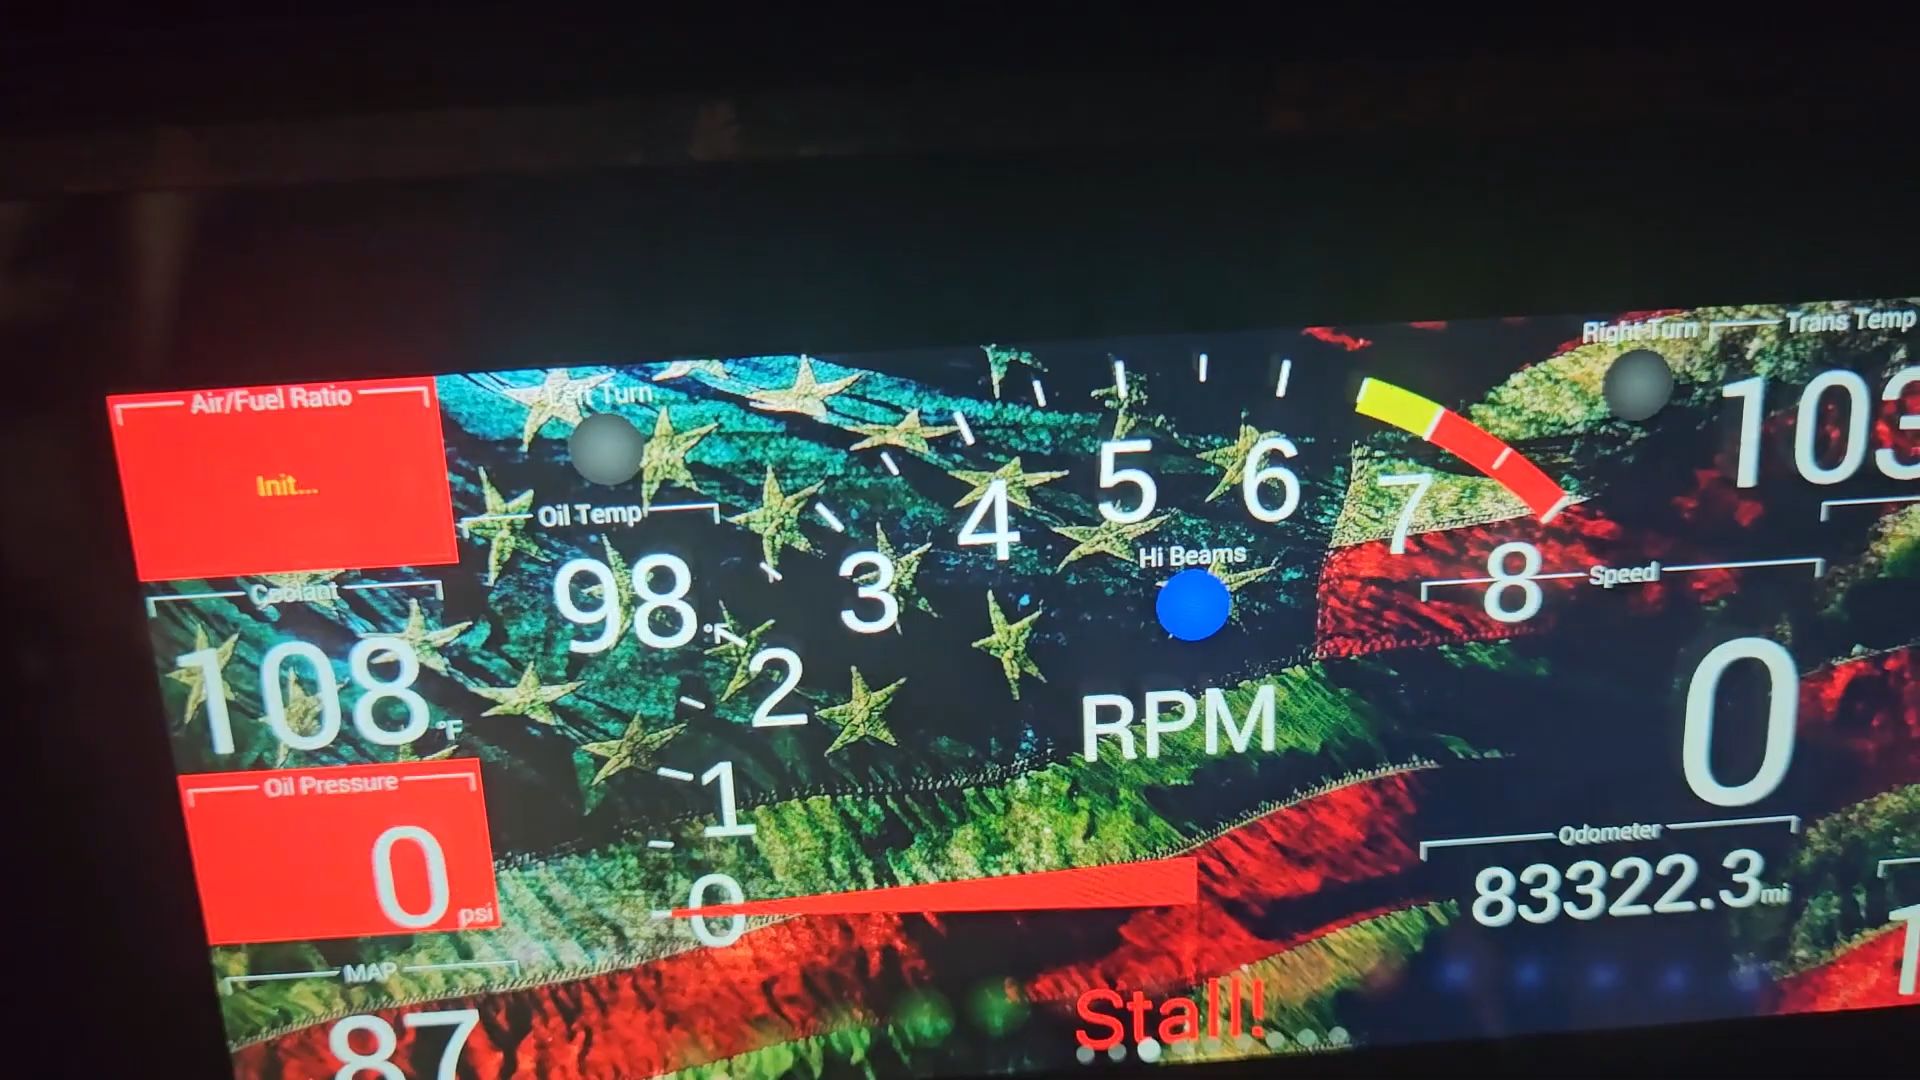 Air/Fuel Ratio
Init...
Left Turn
Right Turn
Trans Temp
103
Oil Temp
98
Coolant
108 °F
Oil Pressure
0 psi
MAP
87
0
1
2
3
4
5
6
7
8
Hi Beams
RPM
Speed
0
Odometer
83322.3 mi
Stall!